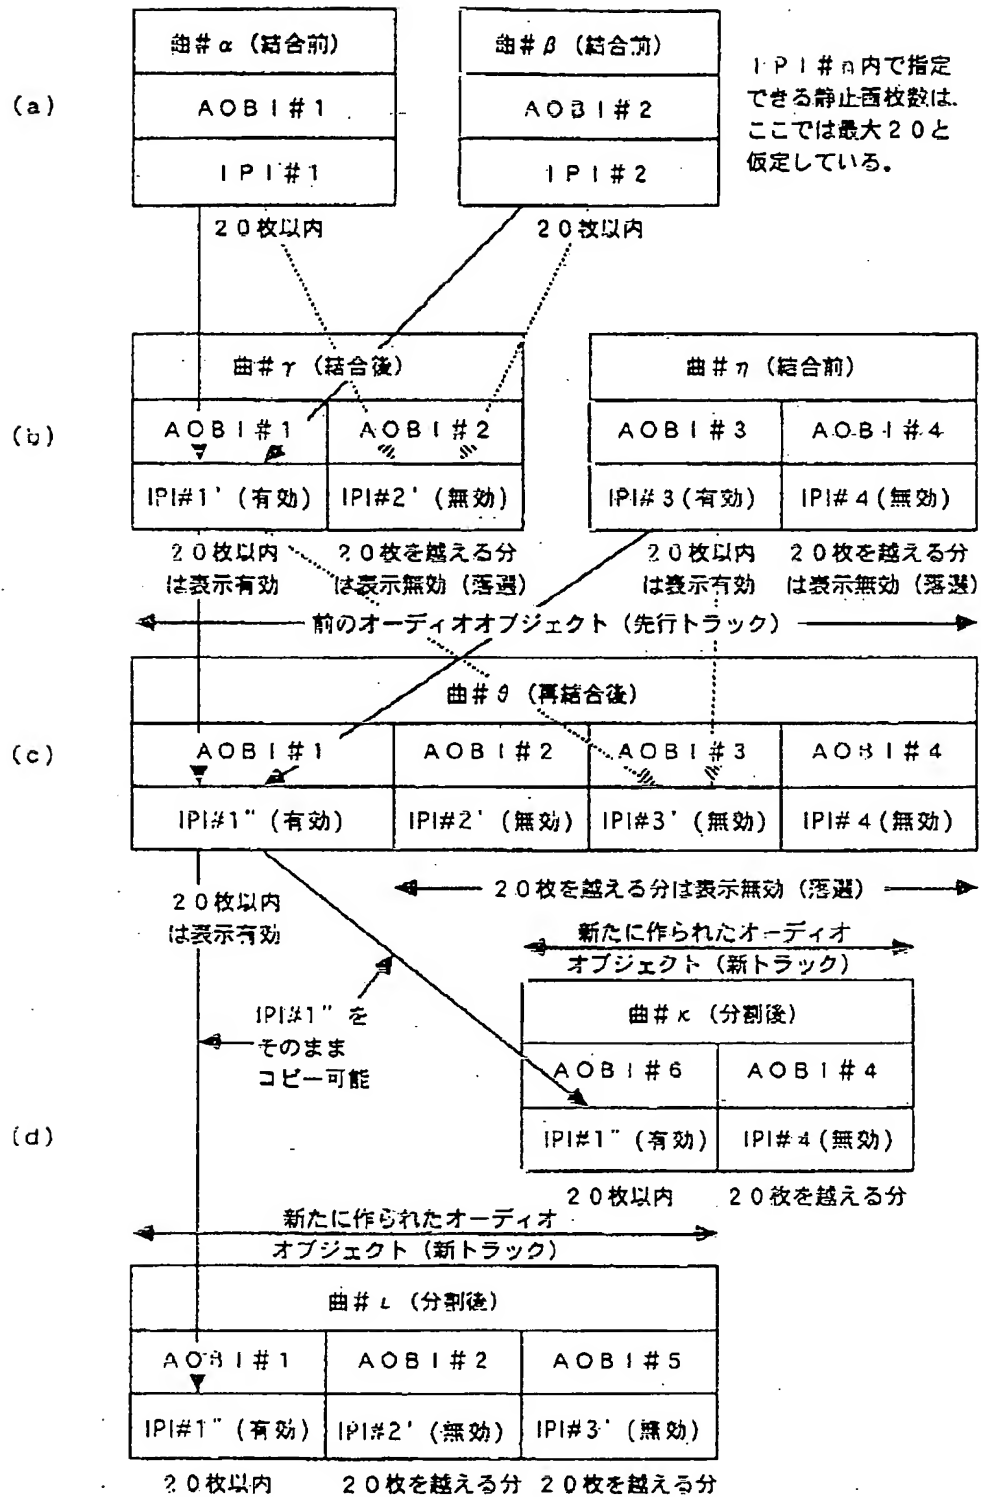 (a)
曲#α (結合前)
AOBI#1
IPI#1
20枚以内
曲#β (結合前)
AOBI#2
IPI#2
20枚以内
IPI#n内で指定
できる静止画枚数は、
ここでは最大20と
仮定している。
(b)
曲#γ (結合後)
AOBI#1
AOBI#2
IPI#1' (有効)
IPI#2' (無効)
20枚以内
は表示有効
20枚を越える分
は表示無効 (落選)
曲#η (結合前)
AOBI#3
AOBI#4
IPI#3(有効)
IPI#4(無効)
20枚以内
は表示有効
20枚を越える分
は表示無効 (落選)
前のオーディオオブジェクト (先行トラック)
(c)
曲#θ (再結合後)
AOBI#1
AOBI#2
AOBI#3
AOBI#4
IPI#1" (有効)
IPI#2' (無効)
IPI#3' (無効)
IPI#4(無効)
20枚以内
は表示有効
20枚を越える分は表示無効 (落選)
IPI#1" を
そのまま
コピー可能
(d)
新たに作られたオーディオ
オブジェクト (新トラック)
曲#κ (分割後)
AOBI#6
AOBI#4
IPI#1" (有効)
IPI#4(無効)
20枚以内
20枚を越える分
新たに作られたオーディオ
オブジェクト (新トラック)
曲#ι (分割後)
AOBI#1
AOBI#2
AOBI#5
IPI#1" (有効)
IPI#2' (無効)
IPI#3' (無効)
20枚以内
20枚を越える分
20枚を越える分